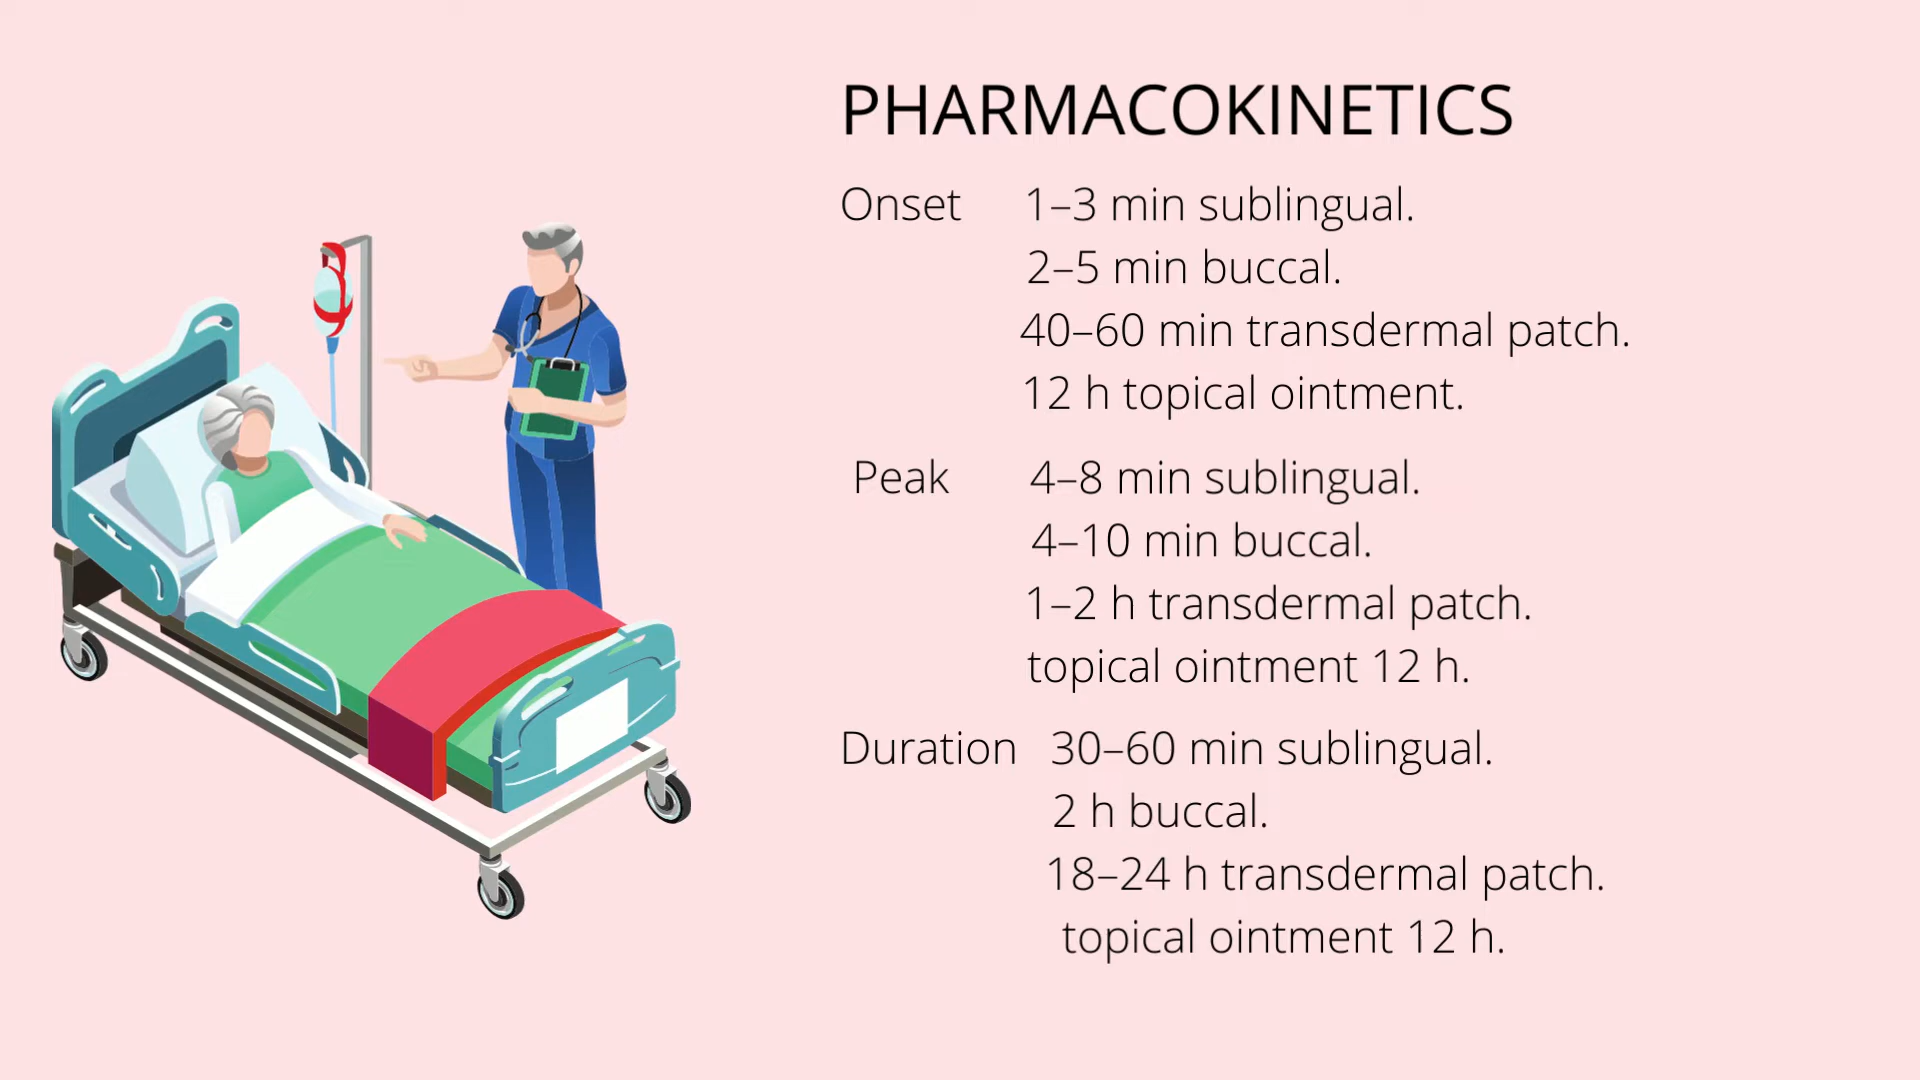 PHARMACOKINETICS
Onset 1–3 min sublingual.
2–5 min buccal.
40–60 min transdermal patch.
12 h topical ointment.
Peak 4–8 min sublingual.
4–10 min buccal.
1–2 h transdermal patch.
topical ointment 12 h.
Duration 30–60 min sublingual.
2 h buccal.
18–24 h transdermal patch.
topical ointment 12 h.